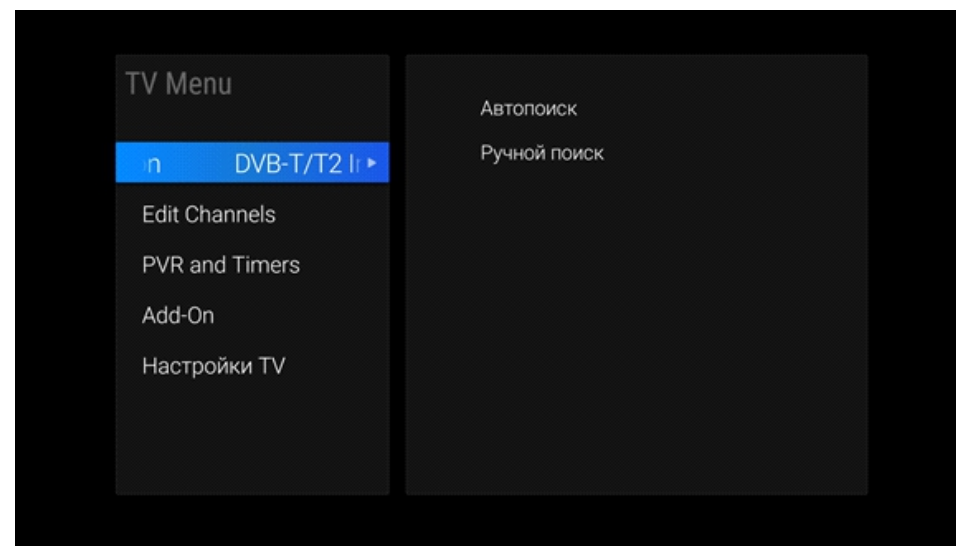 TV Menu
DVB-T/T2
Edit Channels
PVR and Timers
Add-On
Настройки TV
Автопоиск
Ручной поиск